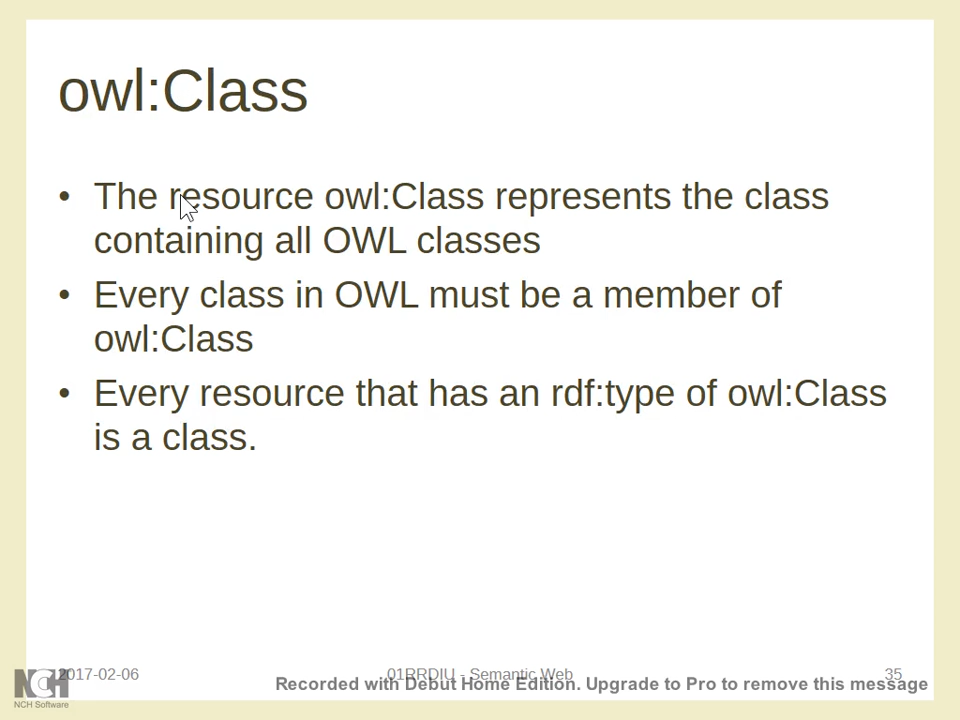 owl:Class
• The resource owl:Class represents the class
containing all OWL classes
• Every class in OWL must be a member of
owl:Class
• Every resource that has an rdf:type of owl:Class
is a class.
2017-02-06
01RRDIU - Semantic Web
35
Recorded with Debut Home Edition. Upgrade to Pro to remove this message
NCH
NCH Software